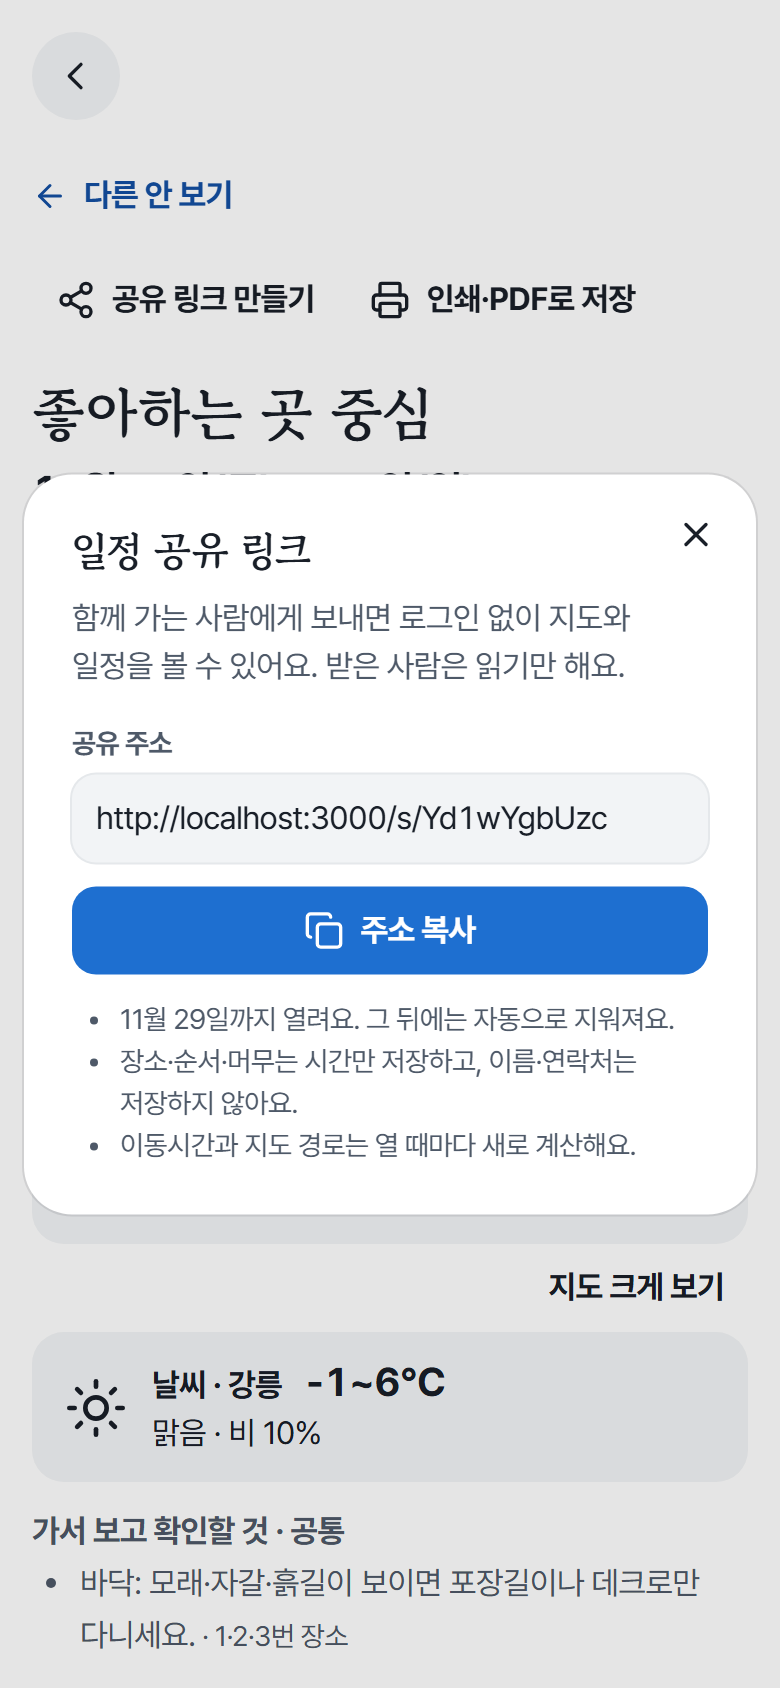 다른 안 보기
공유 링크 만들기
인쇄·PDF로 저장
좋아하는 곳 중심
일정 공유 링크
함께 가는 사람에게 보내면 로그인 없이 지도와
일정을 볼 수 있어요. 받은 사람은 읽기만 해요.
공유 주소
http://localhost:3000/s/Yd1wYgbUzc
주소 복사
• 11월 29일까지 열려요. 그 뒤에는 자동으로 지워져요.
• 장소·순서·머무는 시간만 저장하고, 이름·연락처는
저장하지 않아요.
• 이동시간과 지도 경로는 열 때마다 새로 계산해요.
지도 크게 보기
날씨 · 강릉 -1~6°C
맑음 · 비 10%
가서 보고 확인할 것 · 공통
• 바닥: 모래·자갈·흙길이 보이면 포장길이나 데크로만
다니세요. · 1·2·3번 장소